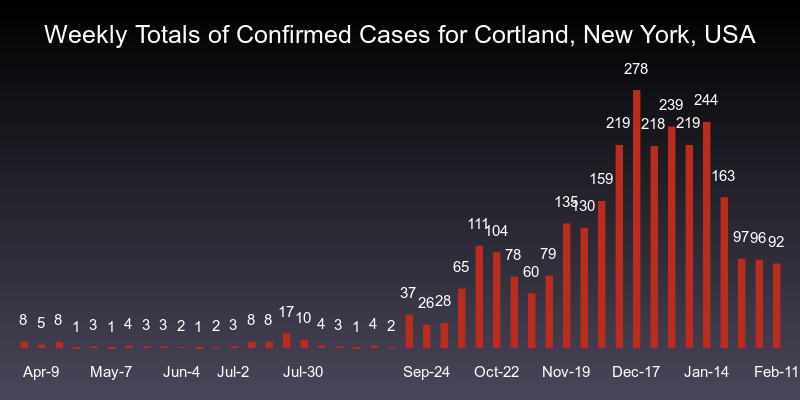 Weekly Totals of Confirmed Cases for Cortland, New York, USA
8 5 8 1 3 1 4 3 3 2 1 2 3 8 8 17 10 4 3 1 4 2 37 26 28 65 111 104 78 60 79 135 130 159 219 278 218 239 219 244 163 97 96 92
Apr-9 May-7 Jun-4 Jul-2 Jul-30 Sep-24 Oct-22 Nov-19 Dec-17 Jan-14 Feb-11